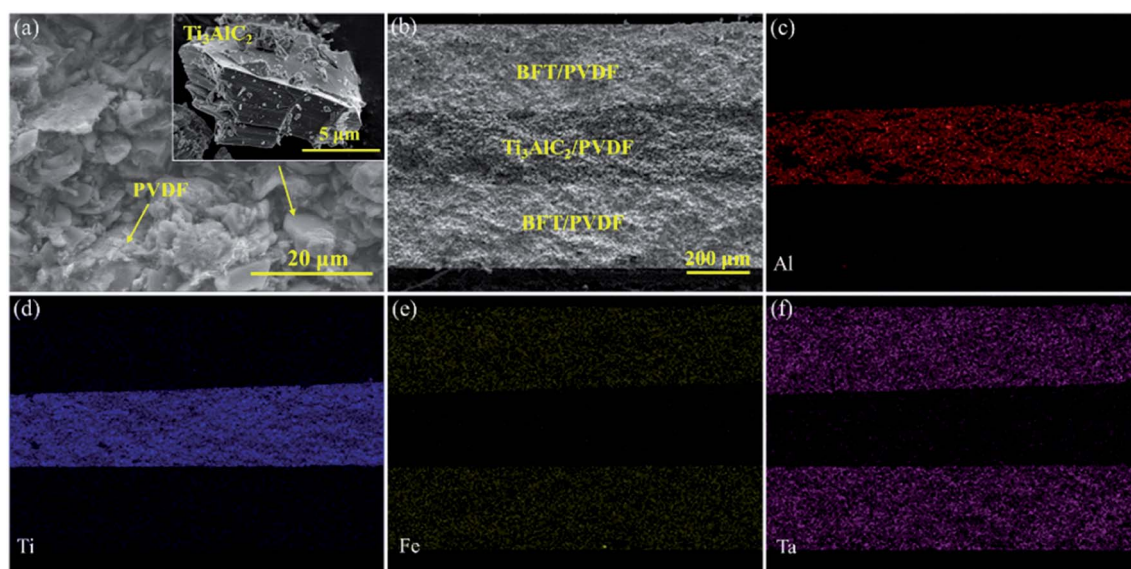 (a)
Ti₃AlC₂
5 μm
PVDF
20 μm
(b)
BFT/PVDF
Ti₃AlC₂/PVDF
BFT/PVDF
200 μm
(c)
Al
(d)
Ti
(e)
Fe
(f)
Ta